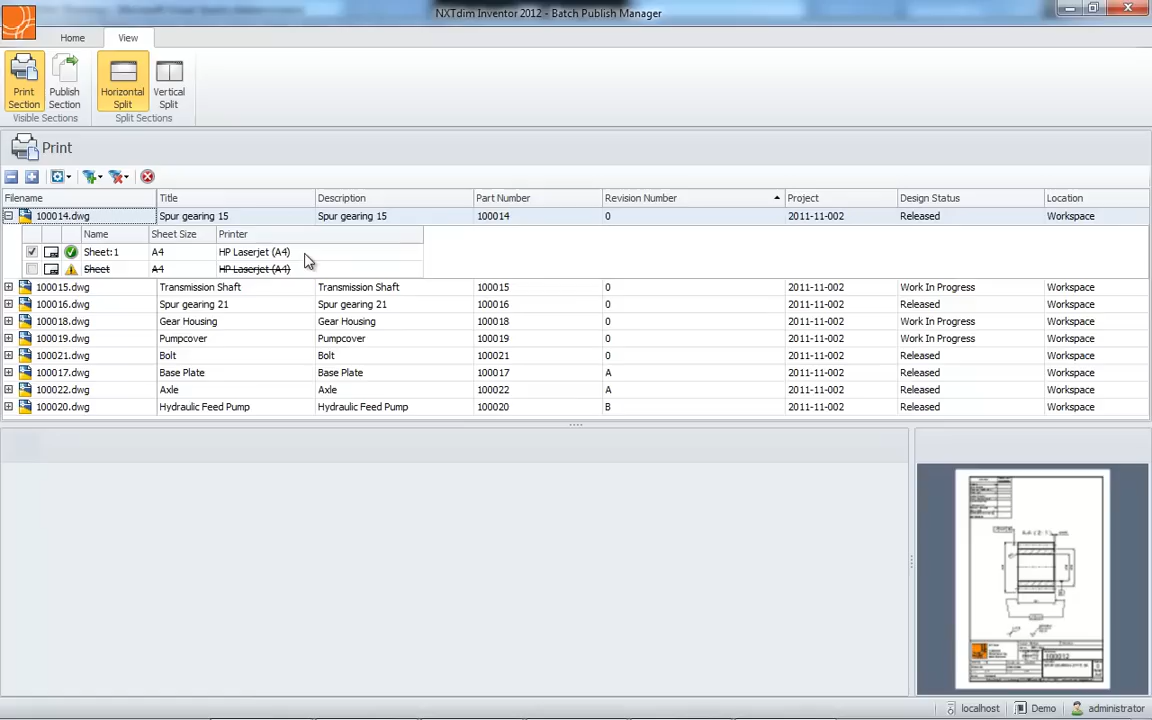 NXTdim Inventor 2012 - Batch Publish Manager
Home View
Print Section Publish Section Horizontal Split Vertical Split
Visible Sections Split Sections
Print
Filename Title Description Part Number Revision Number Project Design Status Location
100014.dwg Spur gearing 15 Spur gearing 15 100014 0 2011-11-002 Released Workspace
Name Sheet Size Printer
Sheet:1 A4 HP Laserjet (A4)
Sheet A4 HP Laserjet (A4)
100015.dwg Transmission Shaft Transmission Shaft 100015 0 2011-11-002 Work In Progress Workspace
100016.dwg Spur gearing 21 Spur gearing 21 100016 0 2011-11-002 Released Workspace
100018.dwg Gear Housing Gear Housing 100018 0 2011-11-002 Work In Progress Workspace
100019.dwg Pumpcover Pumpcover 100019 0 2011-11-002 Work In Progress Workspace
100021.dwg Bolt Bolt 100021 0 2011-11-002 Released Workspace
100017.dwg Base Plate Base Plate 100017 A 2011-11-002 Released Workspace
100022.dwg Axle Axle 100022 A 2011-11-002 Released Workspace
100020.dwg Hydraulic Feed Pump Hydraulic Feed Pump 100020 B 2011-11-002 Released Workspace
localhost Demo administrator